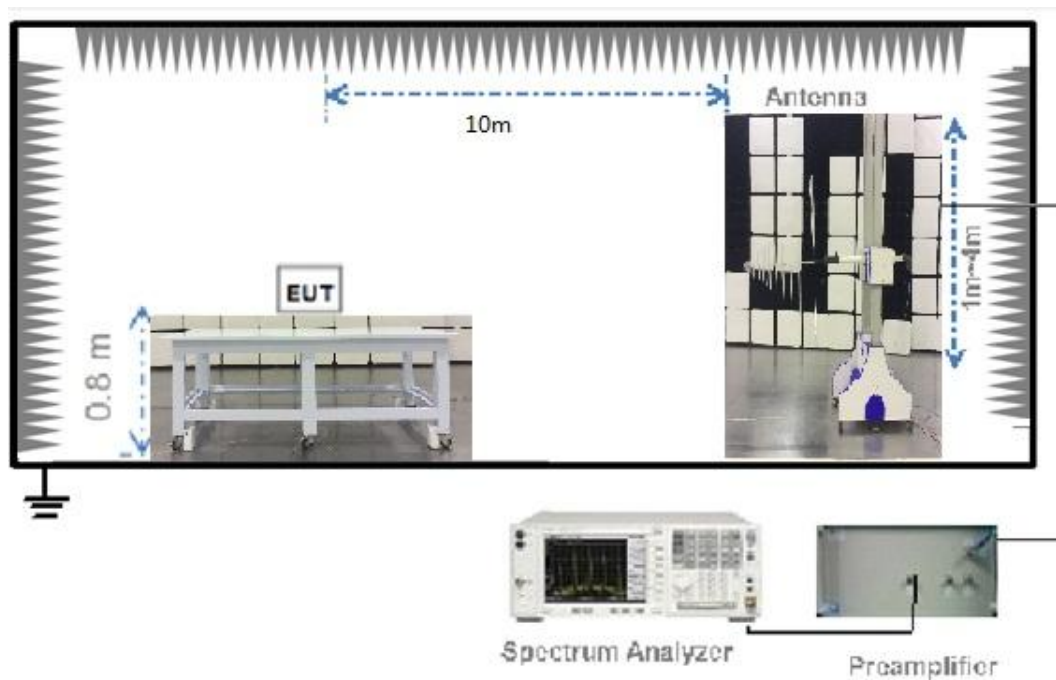 10m
Antenna
1m~4m
EUT
0.8 m
Spectrum Analyzer
Preamplifier